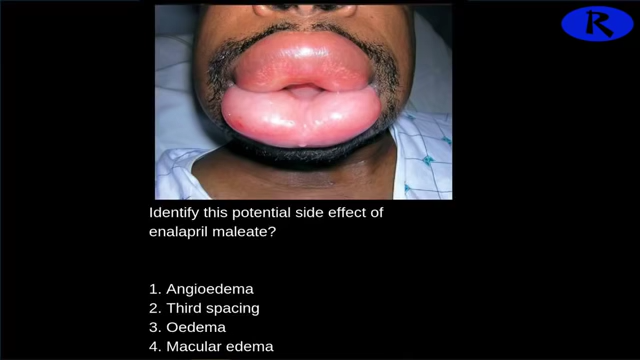 R
Identify this potential side effect of
enalapril maleate?
1. Angioedema
2. Third spacing
3. Oedema
4. Macular edema